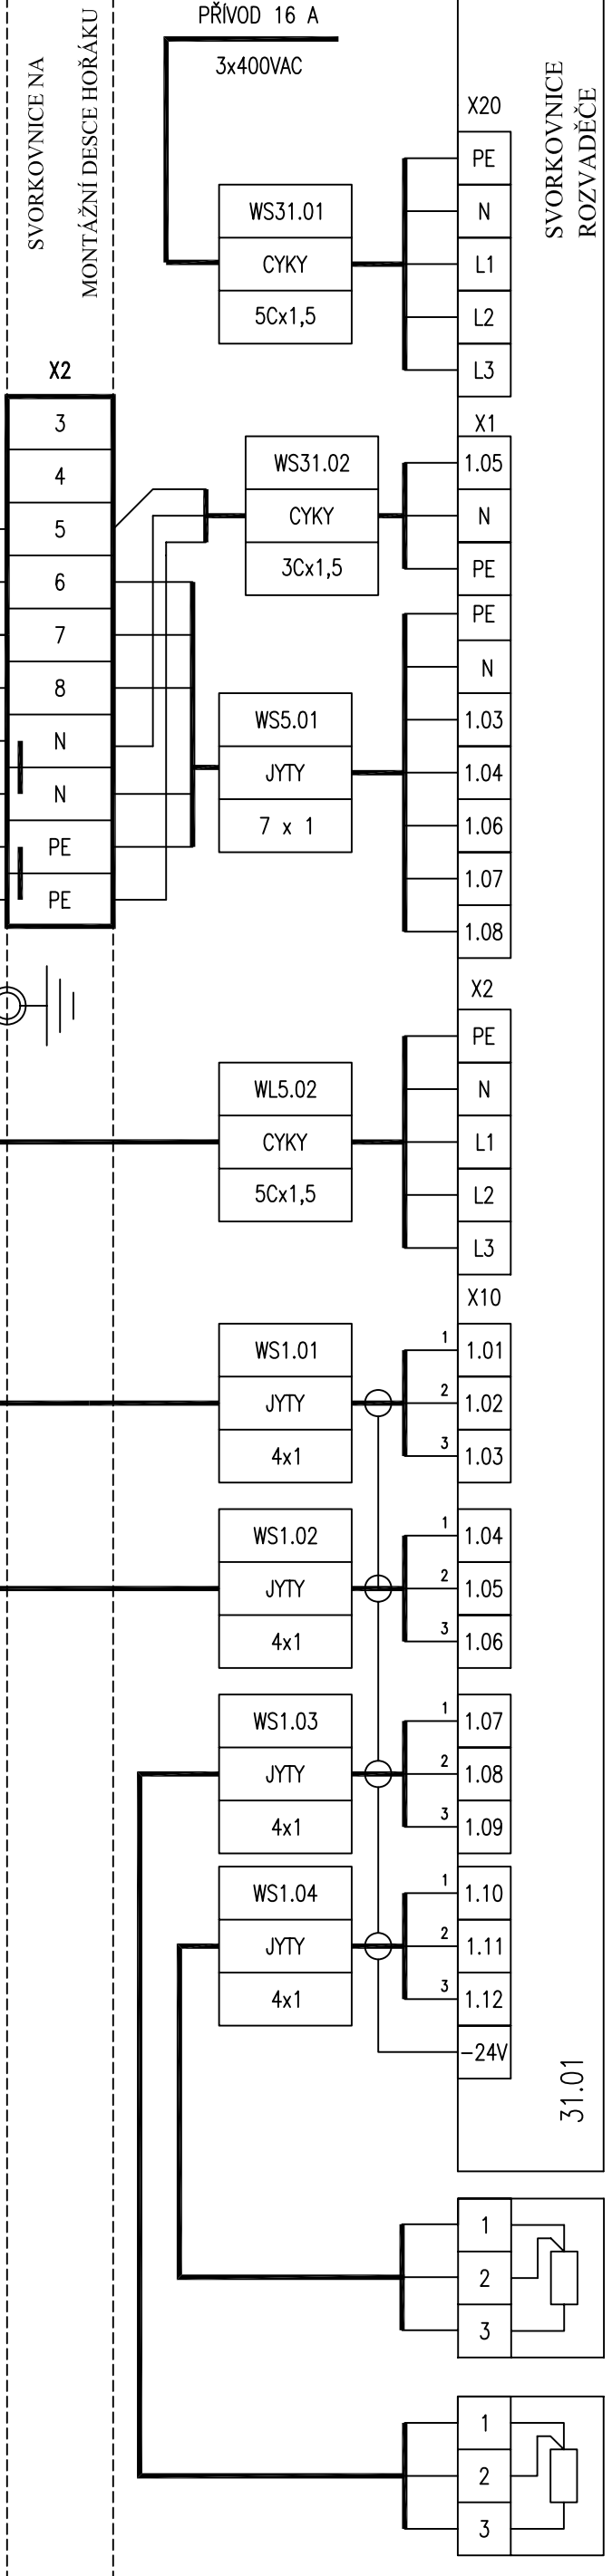 PŘÍVOD 16 A
3x400VAC
SVORKOVNICE NA
MONTÁŽNÍ DESCE HOŘÁKU
SVORKOVNICE
ROZVADĚČE
X20
PE
N
L1
L2
L3
WS31.01
CYKY
5Cx1,5
X2
3
4
5
6
7
8
N
N
PE
PE
WS31.02
CYKY
3Cx1,5
X1
1.05
N
PE
PE
N
1.03
1.04
1.06
1.07
1.08
WS5.01
JYTY
7 x 1
X2
PE
N
L1
L2
L3
WL5.02
CYKY
5Cx1,5
X10
WS1.01
JYTY
4x1
1 1.01
2 1.02
3 1.03
WS1.02
JYTY
4x1
1 1.04
2 1.05
3 1.06
WS1.03
JYTY
4x1
1 1.07
2 1.08
3 1.09
WS1.04
JYTY
4x1
1 1.10
2 1.11
3 1.12
-24V
31.01
1
2
3
1
2
3